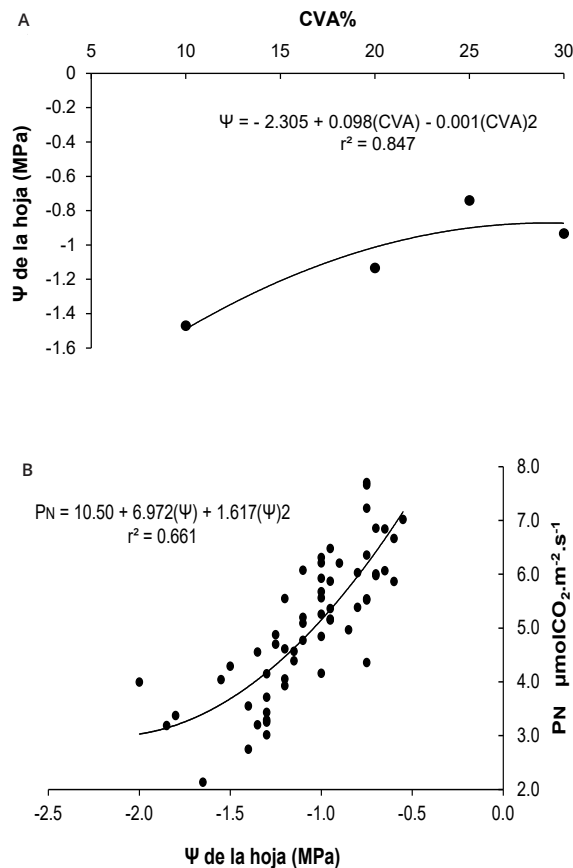 A
CVA%
5 10 15 20 25 30
0
-0.2
-0.4
-0.6
-0.8
-1
-1.2
-1.4
-1.6
Ψ de la hoja (MPa)
Ψ = - 2.305 + 0.098(CVA) - 0.001(CVA)2
r² = 0.847
B
PN = 10.50 + 6.972(Ψ) + 1.617(Ψ)2
r² = 0.661
8.0
7.0
6.0
5.0
4.0
3.0
2.0
PN µmolCO₂.m⁻².s⁻¹
-2.5 -2.0 -1.5 -1.0 -0.5 0.0
Ψ de la hoja (MPa)